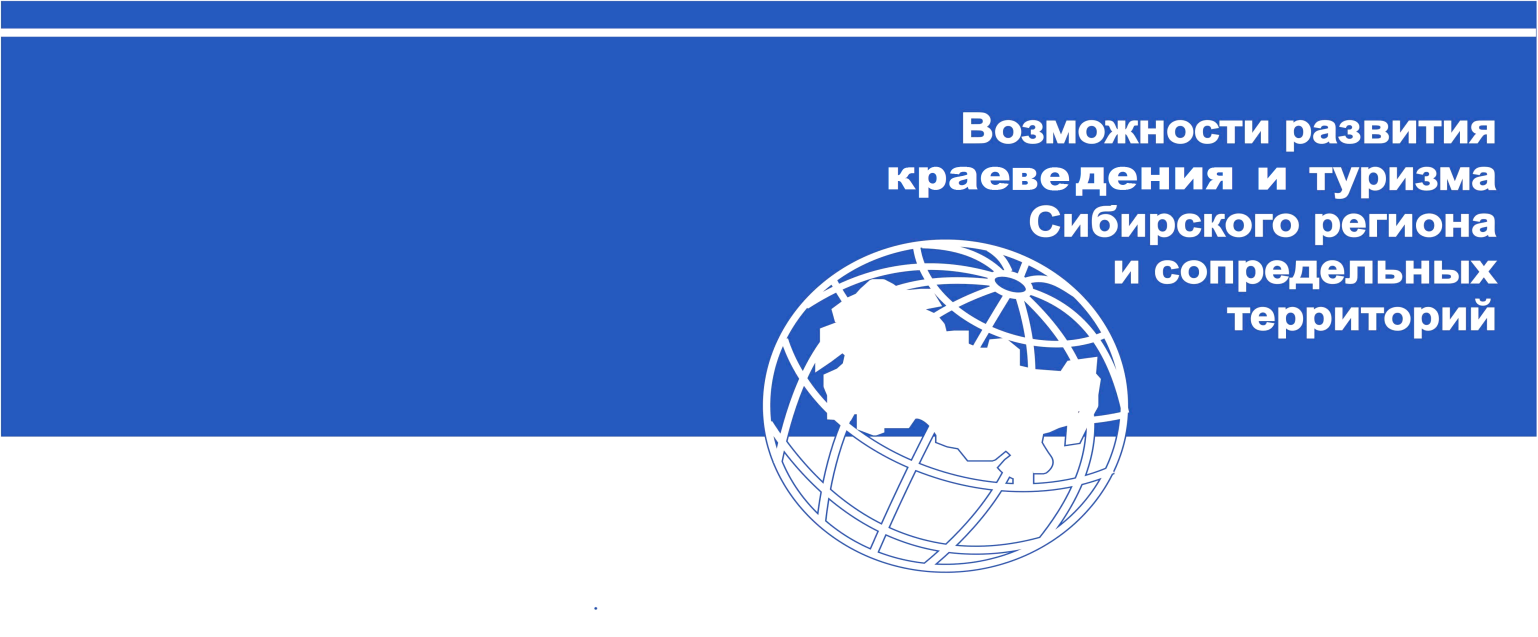 Возможности развития
краеведения и туризма
Сибирского региона
и сопредельных
территорий